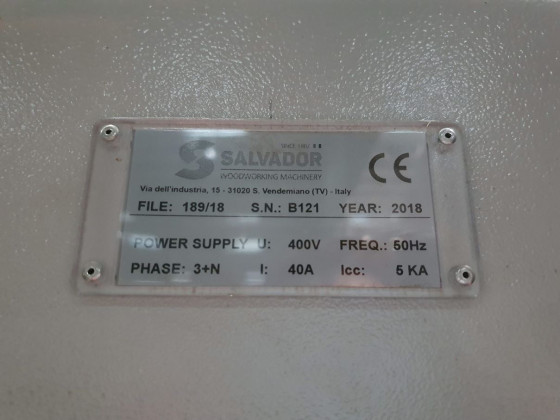 SALVADOR
WOODWORKING MACHINERY
CE
Via dell'industria, 15 - 31020 S. Vendemiano (TV) - Italy
FILE: 189/18 S.N.: B121 YEAR: 2018
POWER SUPPLY U: 400V FREQ.: 50Hz
PHASE: 3+N I: 40A Icc: 5 KA